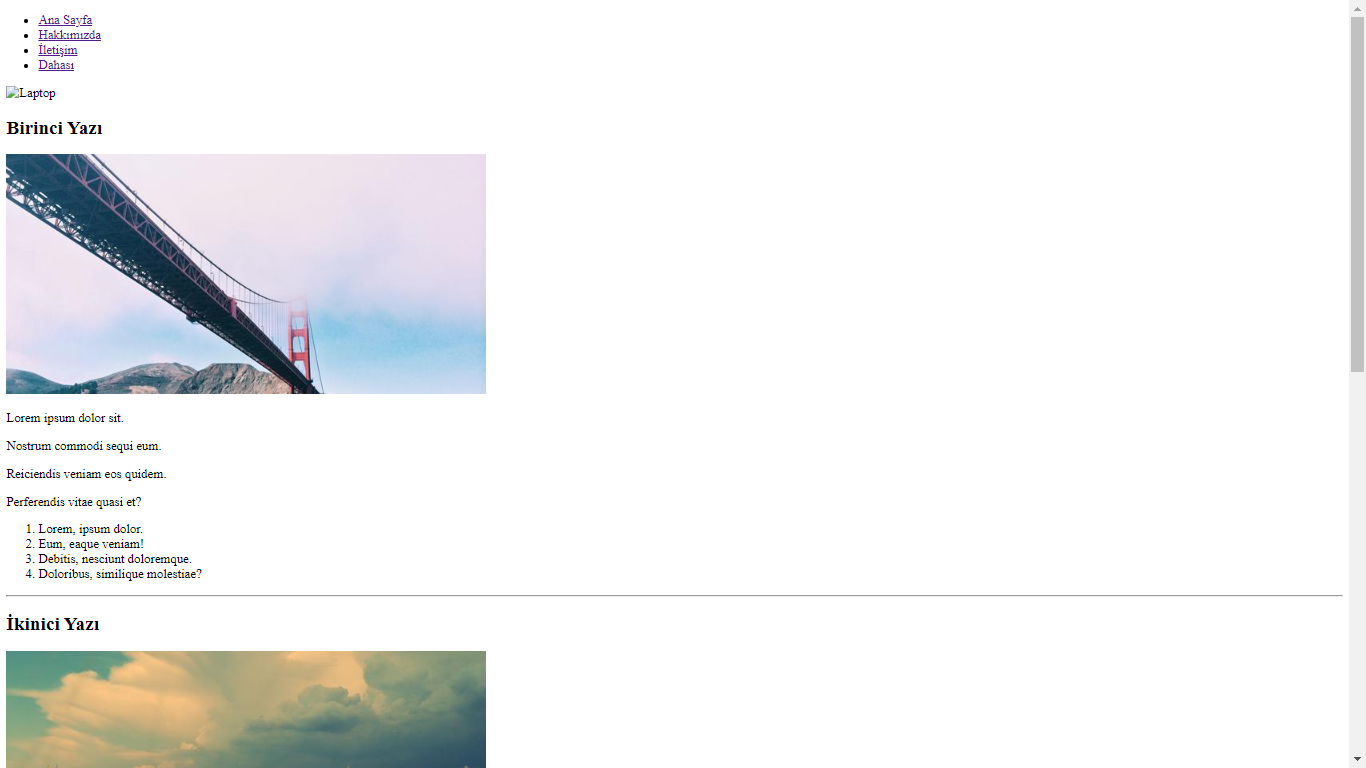 Ana Sayfa
Hakkımızda
İletişim
Dahası
Laptop
Birinci Yazı
Lorem ipsum dolor sit.
Nostrum commodi sequi eum.
Reiciendis veniam eos quidem.
Perferendis vitae quasi et?
1. Lorem, ipsum dolor.
2. Eum, eaque veniam!
3. Debitis, nesciunt doloremque.
4. Doloribus, similique molestiae?
İkinici Yazı